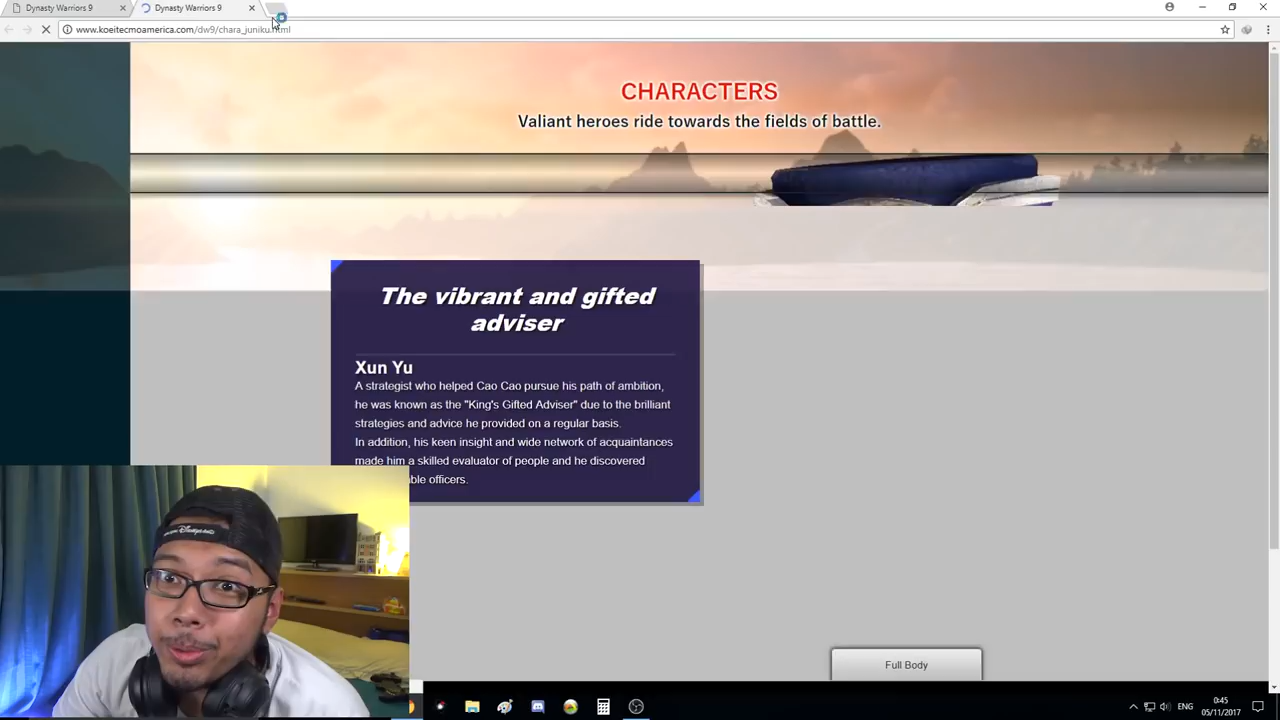 Dynasty Warriors 9
Dynasty Warriors 9
www.koeitecmoamerica.com/dw9/chara_juniku.html
CHARACTERS
Valiant heroes ride towards the fields of battle.
The vibrant and gifted
adviser
Xun Yu
A strategist who helped Cao Cao pursue his path of ambition,
he was known as the "King's Gifted Adviser" due to the brilliant
strategies and advice he provided on a regular basis.
In addition, his keen insight and wide network of acquaintances
made him a skilled evaluator of people and he discovered
officers.
Full Body
ENG
0:45
05/11/2017